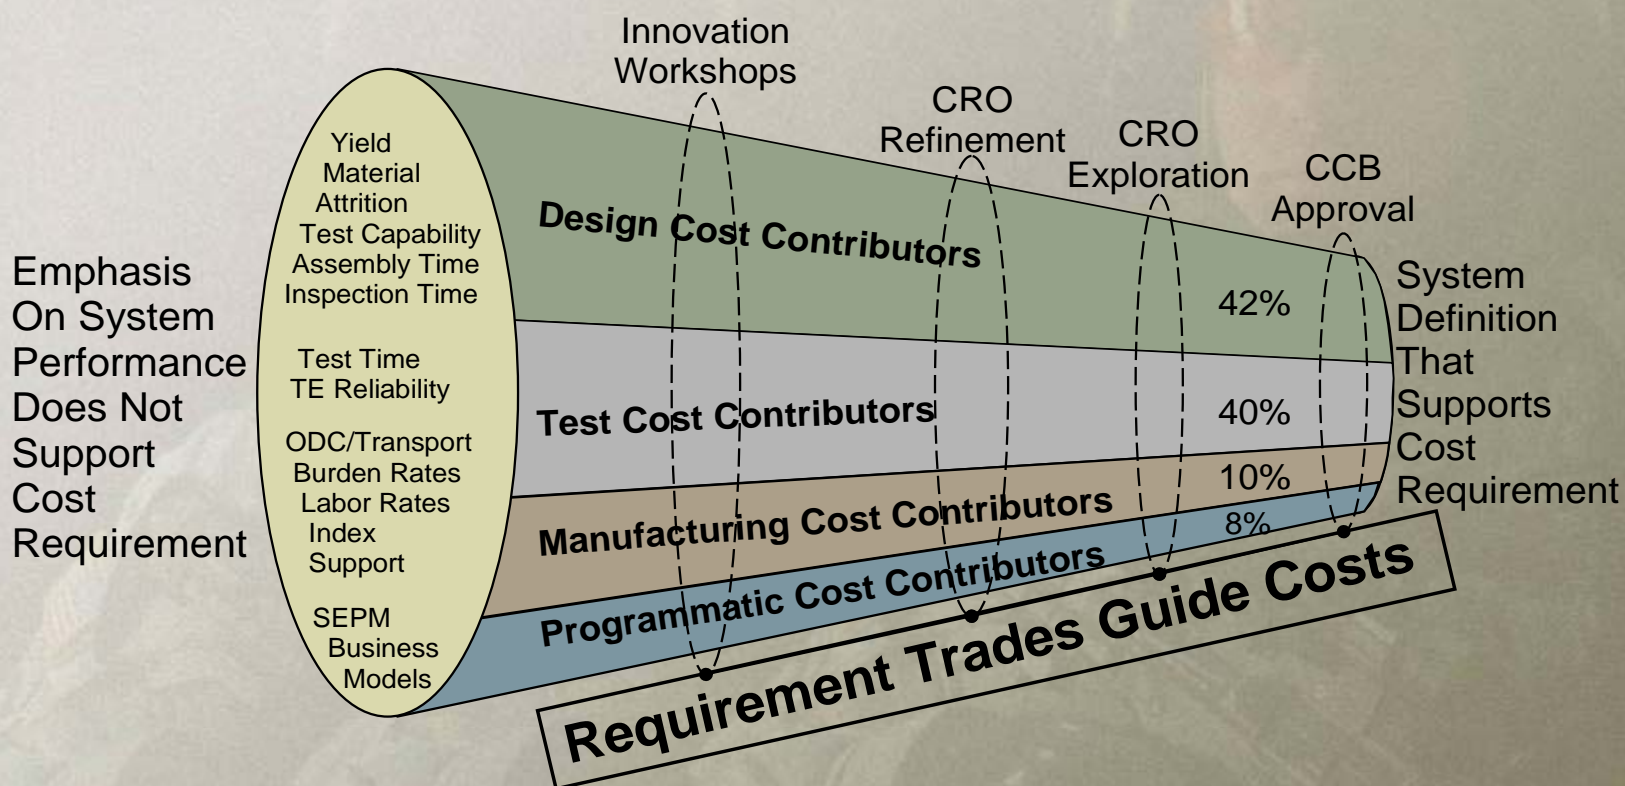 Innovation
Workshops
CRO
Refinement
CRO
Exploration
CCB
Approval
Emphasis
On System
Performance
Does Not
Support
Cost
Requirement
Yield
Material
Attrition
Test Capability
Assembly Time
Inspection Time
Test Time
TE Reliability
ODC/Transport
Burden Rates
Labor Rates
Index
Support
SEPM
Business
Models
Design Cost Contributors
42%
Test Cost Contributors
40%
Manufacturing Cost Contributors
10%
Programmatic Cost Contributors
8%
System
Definition
That
Supports
Cost
Requirement
Requirement Trades Guide Costs